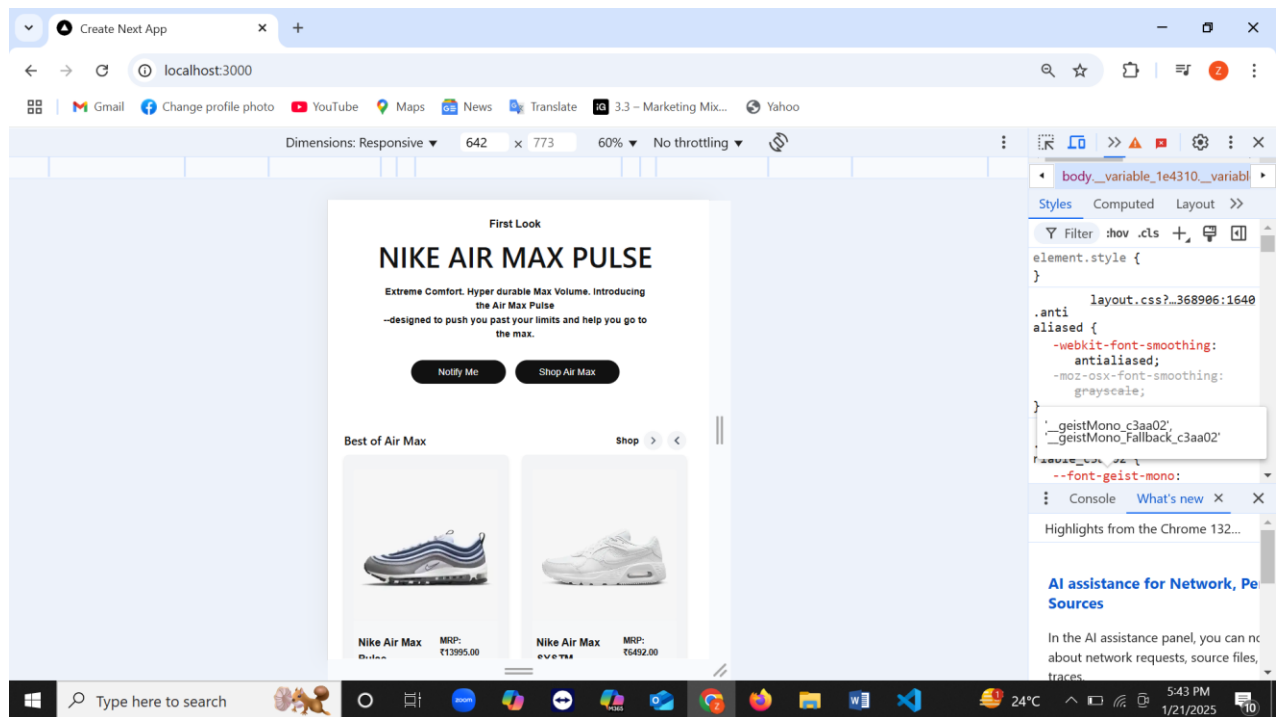 Create Next App
localhost:3000
Z
Gmail Change profile photo YouTube Maps News Translate 3.3 – Marketing Mix... Yahoo
Dimensions: Responsive 642 × 773 60% No throttling
body.__variable_1e4310.__variabl
Styles Computed Layout
Filter :hov .cls
element.style {
}
layout.css?…368906:1640
.anti
aliased {
-webkit-font-smoothing:
antialiased;
-moz-osx-font-smoothing:
grayscale;
}
'__geistMono_c3aa02',
'__geistMono_Fallback_c3aa02'
--font-geist-mono:
Console What's new
Highlights from the Chrome 132...
AI assistance for Network, Pe
Sources
In the AI assistance panel, you can no
about network requests, source files,
traces.
First Look
NIKE AIR MAX PULSE
Extreme Comfort. Hyper durable Max Volume. Introducing
the Air Max Pulse
--designed to push you past your limits and help you go to
the max.
Notify Me Shop Air Max
Best of Air Max Shop
Nike Air Max MRP:
Pulse ₹13995.00
Nike Air Max MRP:
SYSTM ₹6492.00
Type here to search
zoom
M365
24°C
5:43 PM
1/21/2025
10